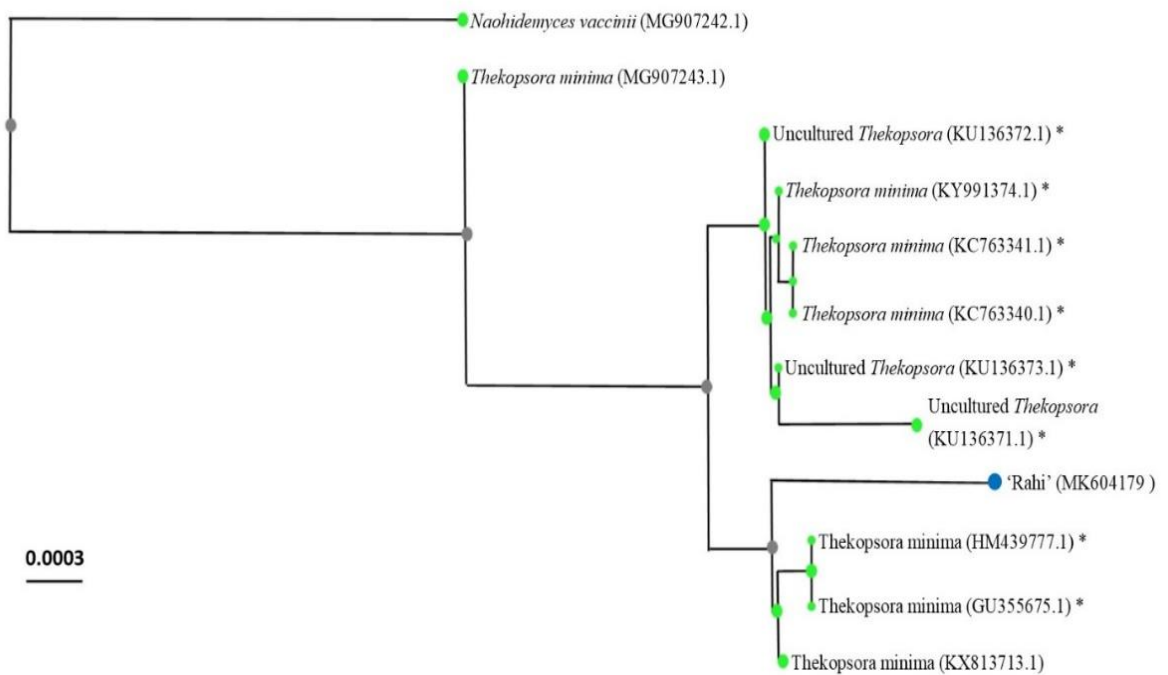 Naohidemyces vaccinii (MG907242.1)
Thekopsora minima (MG907243.1)
Uncultured Thekopsora (KU136372.1) *
Thekopsora minima (KY991374.1) *
Thekopsora minima (KC763341.1) *
Thekopsora minima (KC763340.1) *
Uncultured Thekopsora (KU136373.1) *
Uncultured Thekopsora
(KU136371.1) *
‘Rahi’ (MK604179 )
Thekopsora minima (HM439777.1) *
0.0003
Thekopsora minima (GU355675.1) *
Thekopsora minima (KX813713.1)